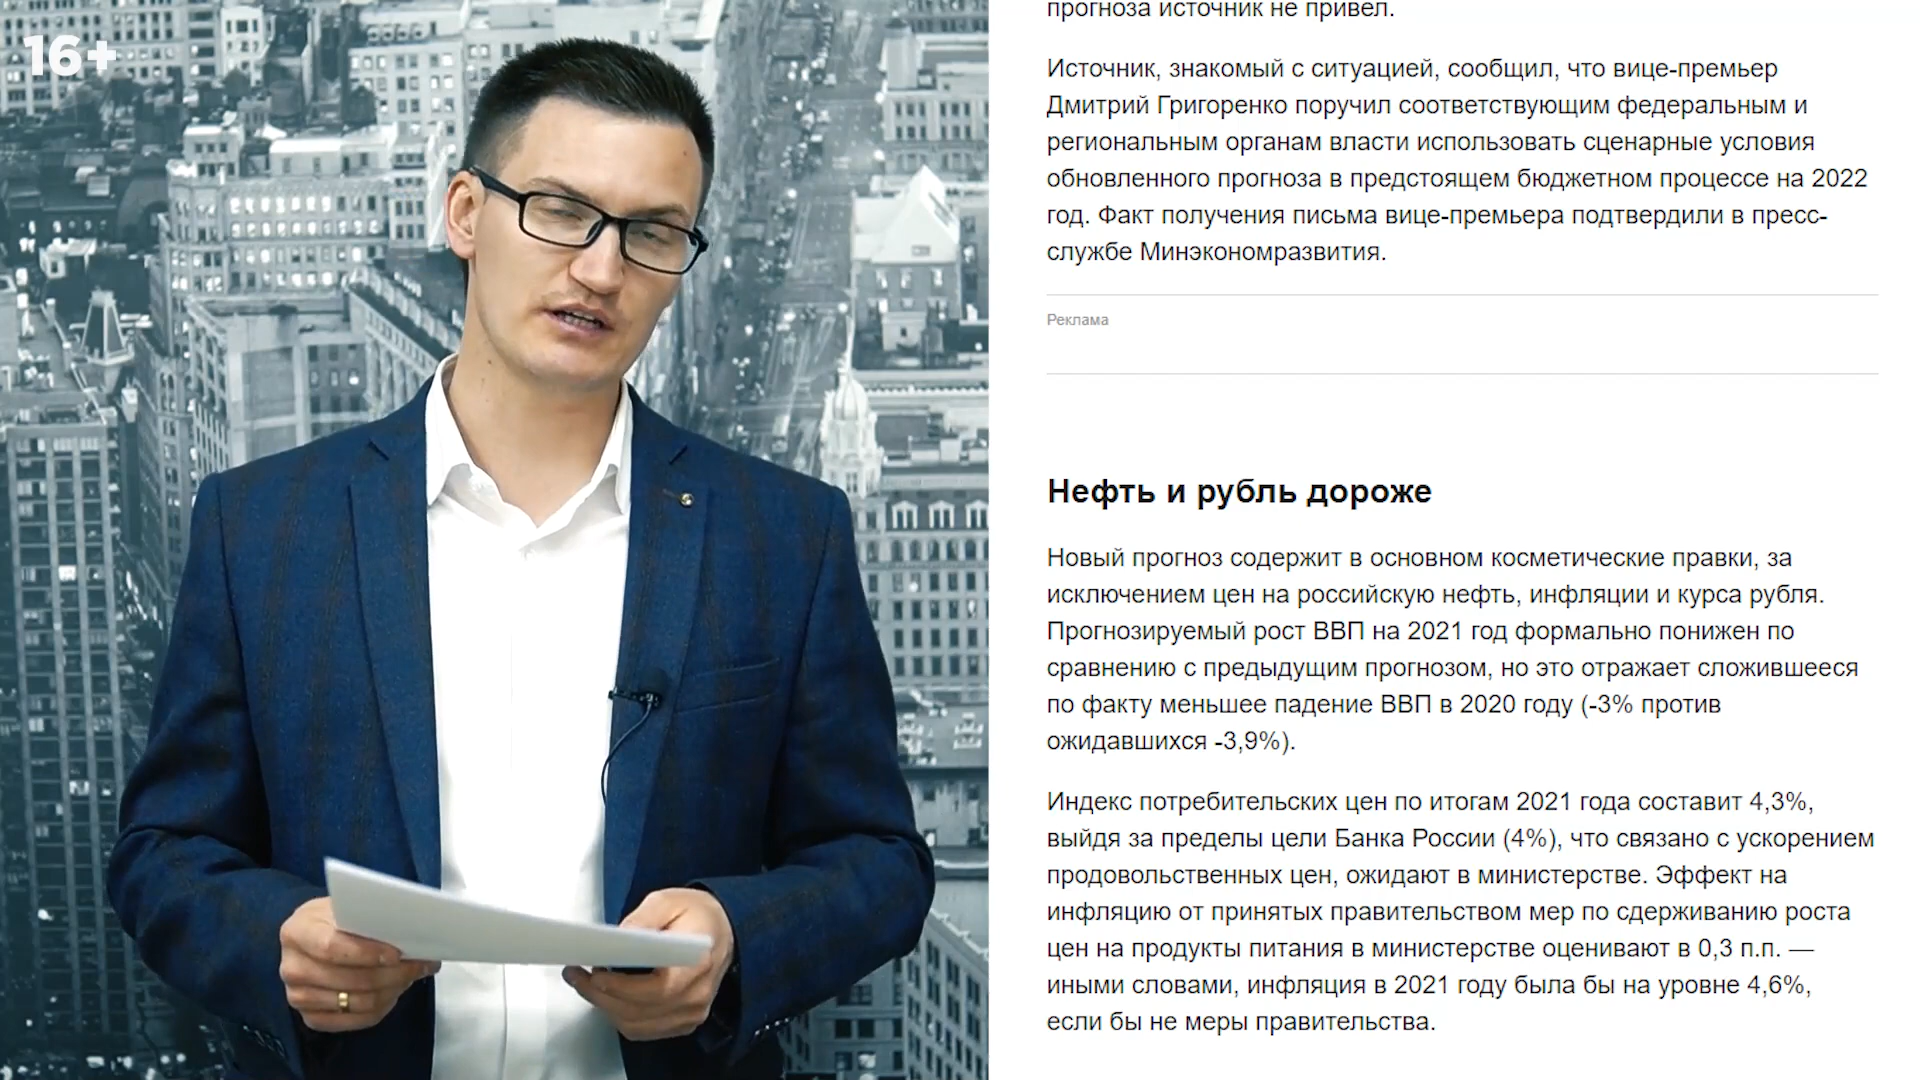 16+
прогноза источник не привел.
Источник, знакомый с ситуацией, сообщил, что вице-премьер
Дмитрий Григоренко поручил соответствующим федеральным и
региональным органам власти использовать сценарные условия
обновленного прогноза в предстоящем бюджетном процессе на 2022
год. Факт получения письма вице-премьера подтвердили в пресс-
службе Минэкономразвития.
Реклама
Нефть и рубль дороже
Новый прогноз содержит в основном косметические правки, за
исключением цен на российскую нефть, инфляции и курса рубля.
Прогнозируемый рост ВВП на 2021 год формально понижен по
сравнению с предыдущим прогнозом, но это отражает сложившееся
по факту меньшее падение ВВП в 2020 году (-3% против
ожидавшихся -3,9%).
Индекс потребительских цен по итогам 2021 года составит 4,3%,
выйдя за пределы цели Банка России (4%), что связано с ускорением
продовольственных цен, ожидают в министерстве. Эффект на
инфляцию от принятых правительством мер по сдерживанию роста
цен на продукты питания в министерстве оценивают в 0,3 п.п. —
иными словами, инфляция в 2021 году была бы на уровне 4,6%,
если бы не меры правительства.